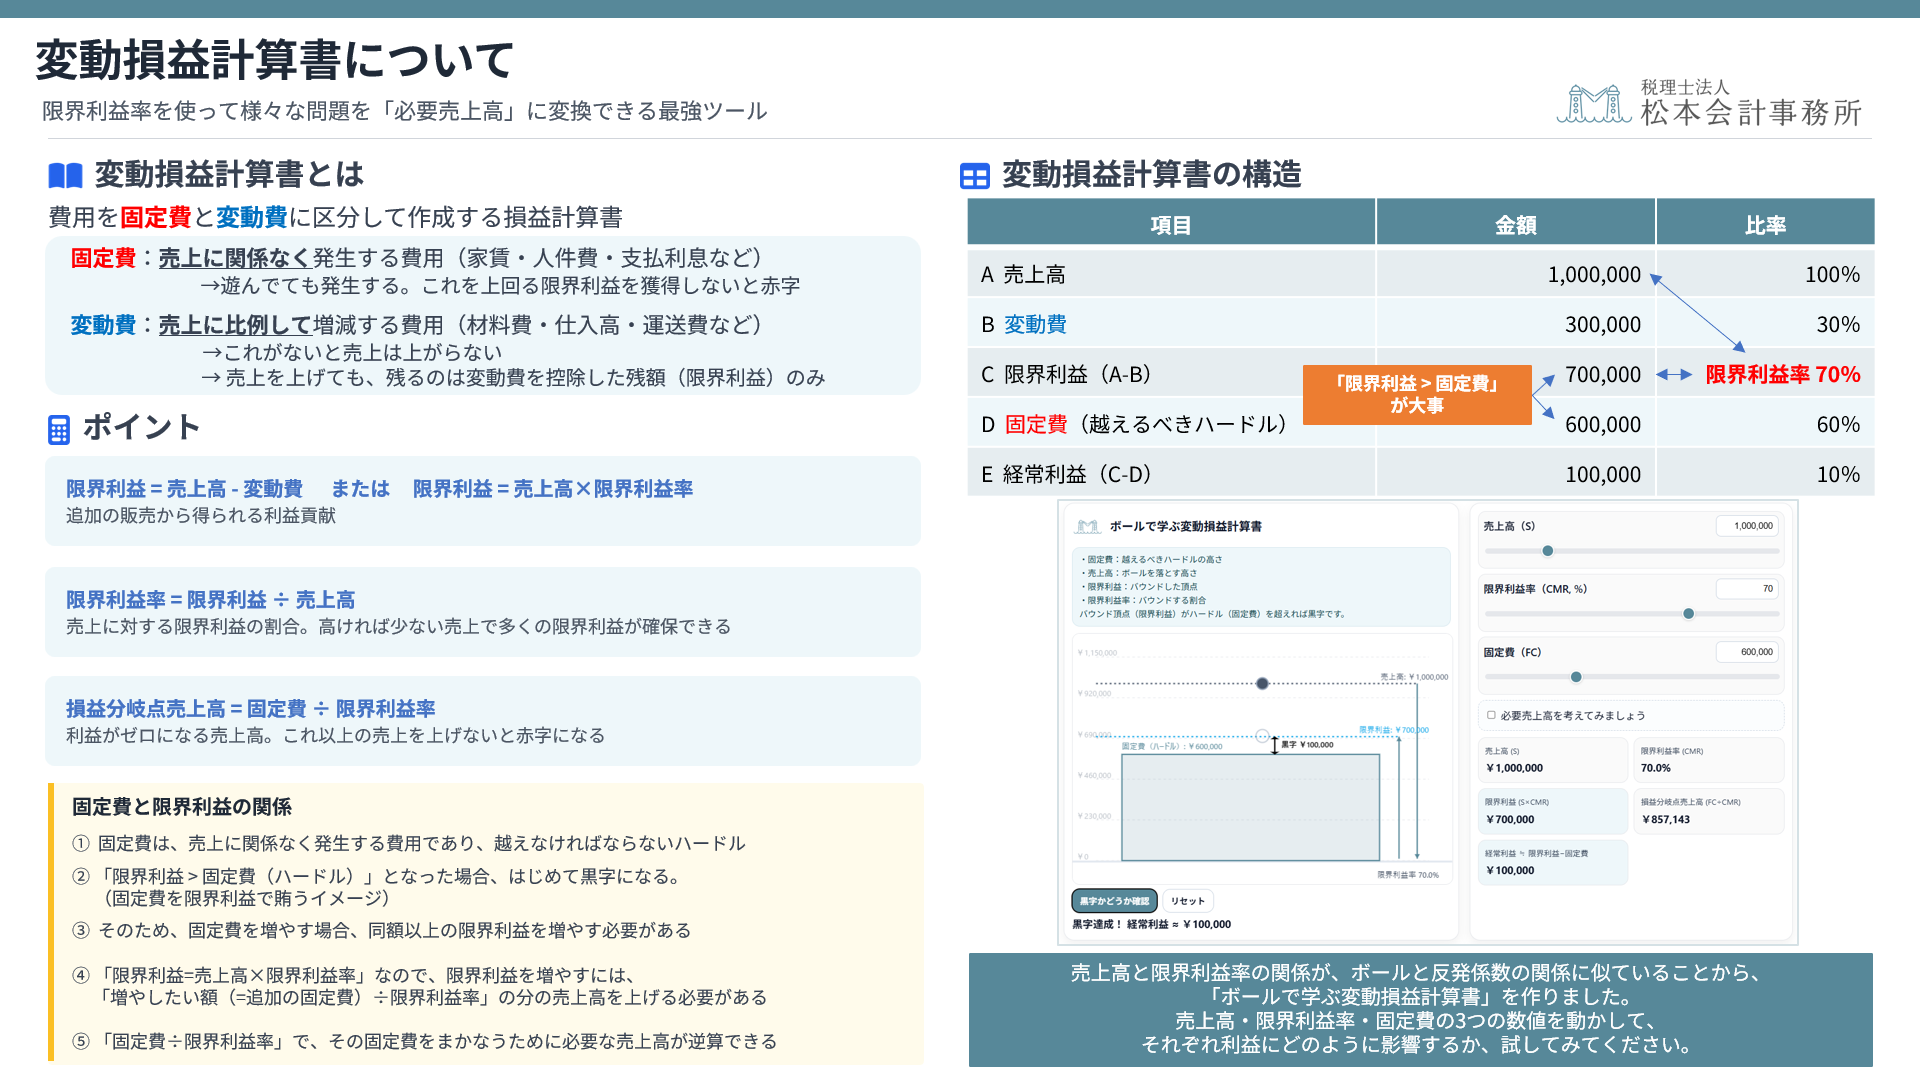 変動損益計算書について
限界利益率を使って様々な問題を「必要売上高」に変換できる最強ツール
税理士法人
松本会計事務所
変動損益計算書とは
費用を固定費と変動費に区分して作成する損益計算書
固定費：売上に関係なく発生する費用（家賃・人件費・支払利息など）
→遊んでても発生する。これを上回る限界利益を獲得しないと赤字
変動費：売上に比例して増減する費用（材料費・仕入高・運送費など）
→これがないと売上は上がらない
→ 売上を上げても、残るのは変動費を控除した残額（限界利益）のみ
ポイント
限界利益 = 売上高 - 変動費　または　限界利益 = 売上高×限界利益率
追加の販売から得られる利益貢献
限界利益率 = 限界利益 ÷ 売上高
売上に対する限界利益の割合。高ければ少ない売上で多くの限界利益が確保できる
損益分岐点売上高 = 固定費 ÷ 限界利益率
利益がゼロになる売上高。これ以上の売上を上げないと赤字になる
固定費と限界利益の関係
① 固定費は、売上に関係なく発生する費用であり、越えなければならないハードル
② 「限界利益 > 固定費（ハードル）」となった場合、はじめて黒字になる。
（固定費を限界利益で賄うイメージ）
③ そのため、固定費を増やす場合、同額以上の限界利益を増やす必要がある
④ 「限界利益=売上高×限界利益率」なので、限界利益を増やすには、
「増やしたい額（=追加の固定費）÷限界利益率」の分の売上高を上げる必要がある
⑤ 「固定費÷限界利益率」で、その固定費をまかなうために必要な売上高が逆算できる
変動損益計算書の構造
項目 金額 比率
A 売上高 1,000,000 100%
B 変動費 300,000 30%
C 限界利益（A-B） 700,000 限界利益率 70%
「限界利益 > 固定費」
が大事
D 固定費（越えるべきハードル） 600,000 60%
E 経常利益（C-D） 100,000 10%
ボールで学ぶ変動損益計算書
・固定費：越えるべきハードルの高さ
・売上高：ボールを落とす高さ
・限界利益：バウンドした頂点
・限界利益率：バウンドする割合
バウンド頂点（限界利益）がハードル（固定費）を超えれば黒字です。
￥1,150,000
売上高: ￥1,000,000
￥920,000
限界利益: ￥700,000
￥690,000
固定費（ハードル）: ￥600,000
黒字 ￥100,000
￥460,000
￥230,000
￥0
限界利益率 70.0%
黒字かどうか確認 リセット
黒字達成！ 経常利益 ≈ ￥100,000
売上高（S） 1,000,000
限界利益率（CMR, %） 70
固定費（FC） 600,000
必要売上高を考えてみましょう
売上高 (S)
￥1,000,000
限界利益率 (CMR)
70.0%
限界利益 (S×CMR)
￥700,000
損益分岐点売上高 (FC÷CMR)
￥857,143
経常利益 ≒ 限界利益−固定費
￥100,000
売上高と限界利益率の関係が、ボールと反発係数の関係に似ていることから、
「ボールで学ぶ変動損益計算書」を作りました。
売上高・限界利益率・固定費の3つの数値を動かして、
それぞれ利益にどのように影響するか、試してみてください。